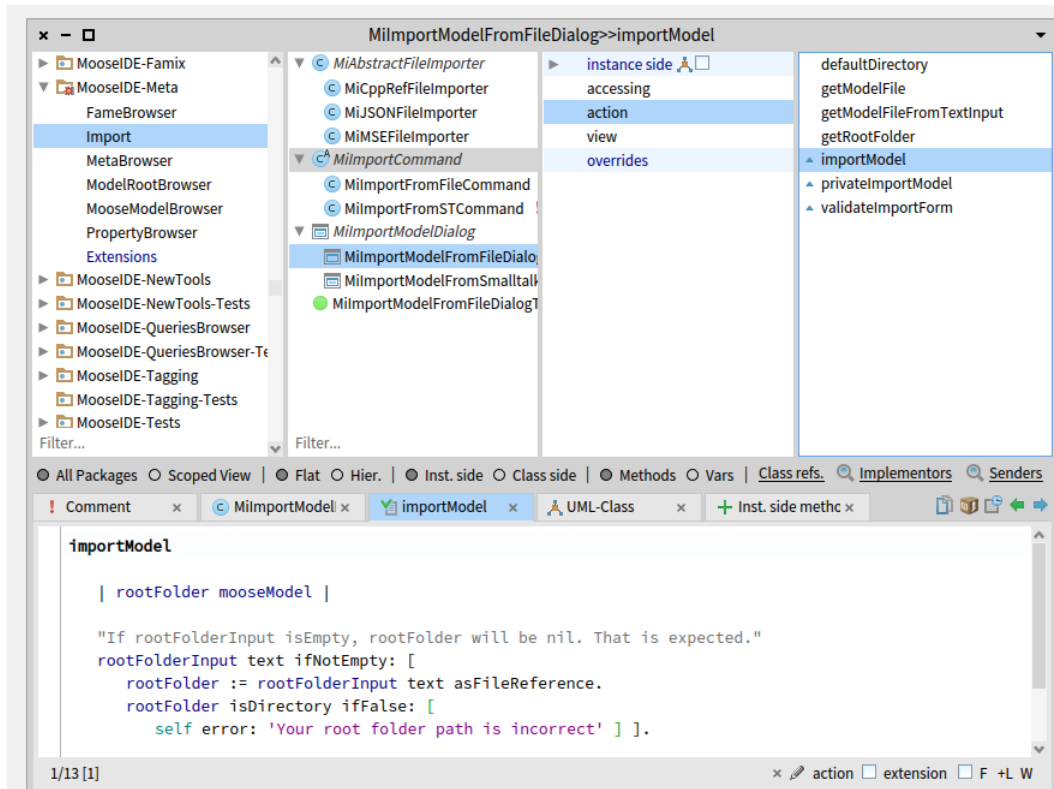 MiImportModelFromFileDialog>>importModel
MooseIDE-Famix
MooseIDE-Meta
FameBrowser
Import
MetaBrowser
ModelRootBrowser
MooseModelBrowser
PropertyBrowser
Extensions
MooseIDE-NewTools
MooseIDE-NewTools-Tests
MooseIDE-QueriesBrowser
MooseIDE-QueriesBrowser-Te
MooseIDE-Tagging
MooseIDE-Tagging-Tests
MooseIDE-Tests
Filter...
MiAbstractFileImporter
MiCppRefFileImporter
MiJSONFileImporter
MiMSEFileImporter
MiImportCommand
MiImportFromFileCommand
MiImportFromSTCommand !
MiImportModelDialog
MiImportModelFromFileDialo
MiImportModelFromSmalltalk
MiImportModelFromFileDialogT
Filter...
instance side
accessing
action
view
overrides
defaultDirectory
getModelFile
getModelFileFromTextInput
getRootFolder
importModel
privateImportModel
validateImportForm
All Packages Scoped View | Flat Hier. | Inst. side Class side | Methods Vars | Class refs. Implementors Senders
! Comment × MiImportModel × importModel × UML-Class × Inst. side methc ×
importModel
| rootFolder mooseModel |
"If rootFolderInput isEmpty, rootFolder will be nil. That is expected."
rootFolderInput text ifNotEmpty: [
rootFolder := rootFolderInput text asFileReference.
rootFolder isDirectory ifFalse: [
self error: 'Your root folder path is incorrect' ] ].
1/13 [1] × action extension F +L W